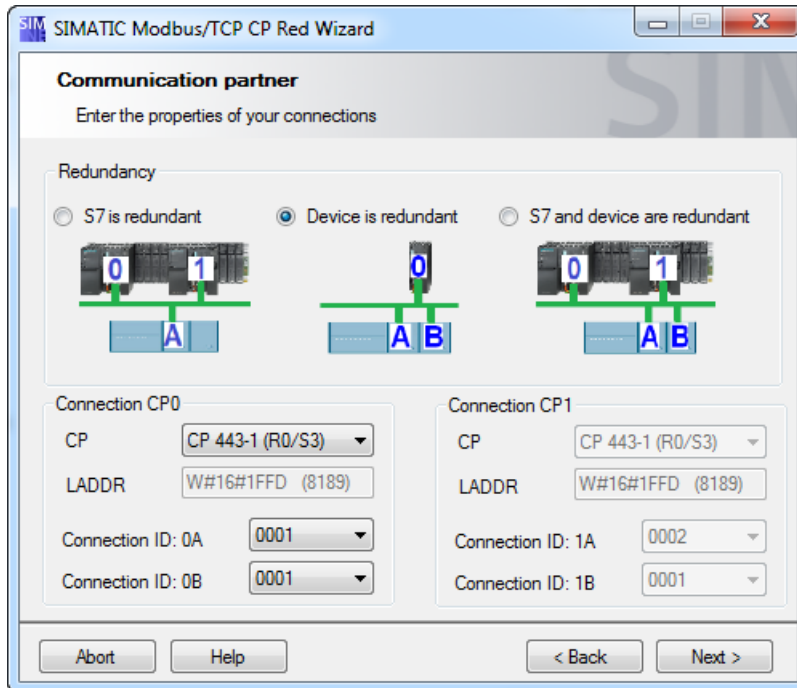 SIMATIC Modbus/TCP CP Red Wizard
Communication partner
Enter the properties of your connections
Redundancy
S7 is redundant
Device is redundant
S7 and device are redundant
0 1
A
0
A B
0 1
A B
Connection CP0
CP
CP 443-1 (R0/S3)
LADDR
W#16#1FFD (8189)
Connection ID: 0A
0001
Connection ID: 0B
0001
Connection CP1
CP
CP 443-1 (R0/S3)
LADDR
W#16#1FFD (8189)
Connection ID: 1A
0002
Connection ID: 1B
0001
Abort
Help
< Back
Next >